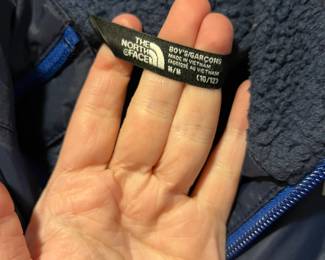 THE
NORTH
FACE
BOY'S/GARÇONS
MADE IN VIETNAM
FABRIQUÉ AU VIETNAM
M/M (10/12)